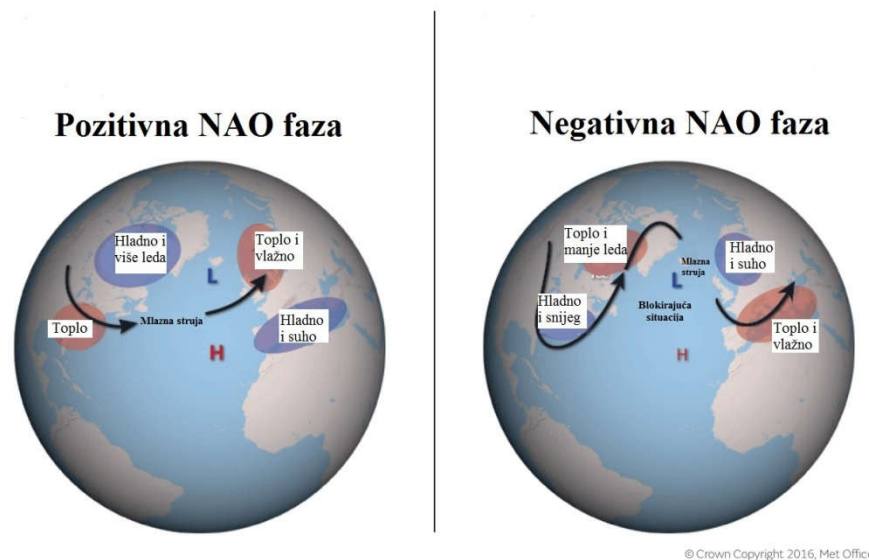 Pozitivna NAO faza
Hladno i
više leda
Toplo i
vlažno
L
Toplo
Mlazna struja
Hladno
i suho
H
Negativna NAO faza
Toplo i
manje leda
Hladno
i suho
Mlazna
struja
L
Hladno
i snijeg
Blokirajuća
situacija
Toplo i
vlažno
H
© Crown Copyright 2016, Met Office